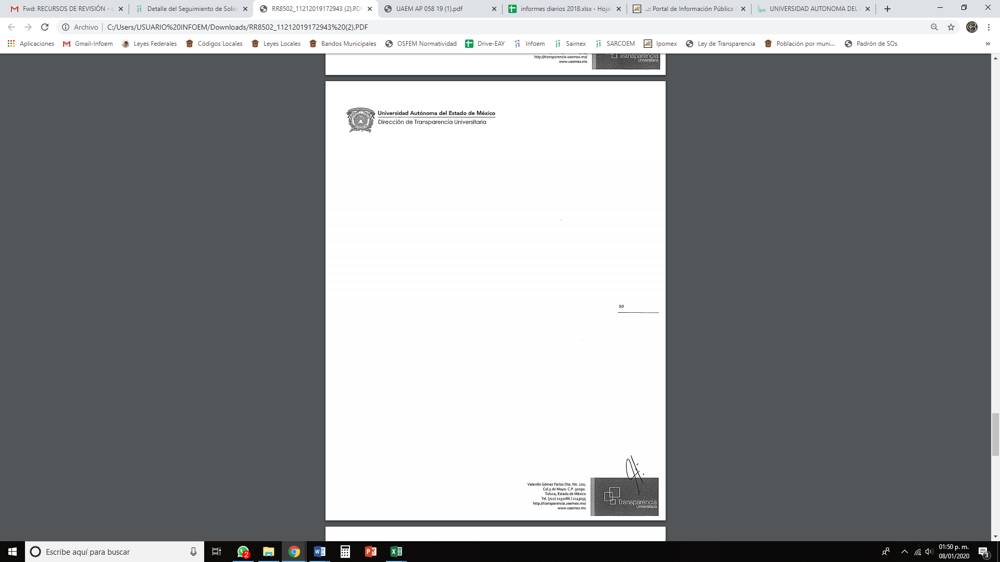 Fwd: RECURSOS DE REVISIÓN - c
Detalle del Seguimiento de Solici
RR8502_11212019172943 (2).PDF
UAEM AP 058 19 (1).pdf
informes diarios 2018.xlsx - Hoja
..:: Portal de Información Pública
UNIVERSIDAD AUTONOMA DEL
Archivo
C:/Users/USUARIO%20INFOEM/Downloads/RR8502_11212019172943%20(2).PDF
Aplicaciones
Gmail-Infoem
Leyes Federales
Códigos Locales
Leyes Locales
Bandos Municipales
OSFEM Normatividad
Drive-EAY
Infoem
Saimex
SARCOEM
Ipomex
Ley de Transparencia
Población por muni...
Padrón de SOs
http://transparencia.uaemex.mx/
www.uaemex.mx
Transparencia
Universitaria
Universidad Autónoma del Estado de México
Dirección de Transparencia Universitaria
10
Valentín Gómez Farías Ote. No. 200,
Col.5 de Mayo. C.P. 50090.
Toluca, Estado de México
Tel. (722) 2131086 / 2143055
http://transparencia.uaemex.mx/
www.uaemex.mx
Transparencia
Universitaria
Escribe aquí para buscar
2
01:50 p. m.
08/01/2020
3